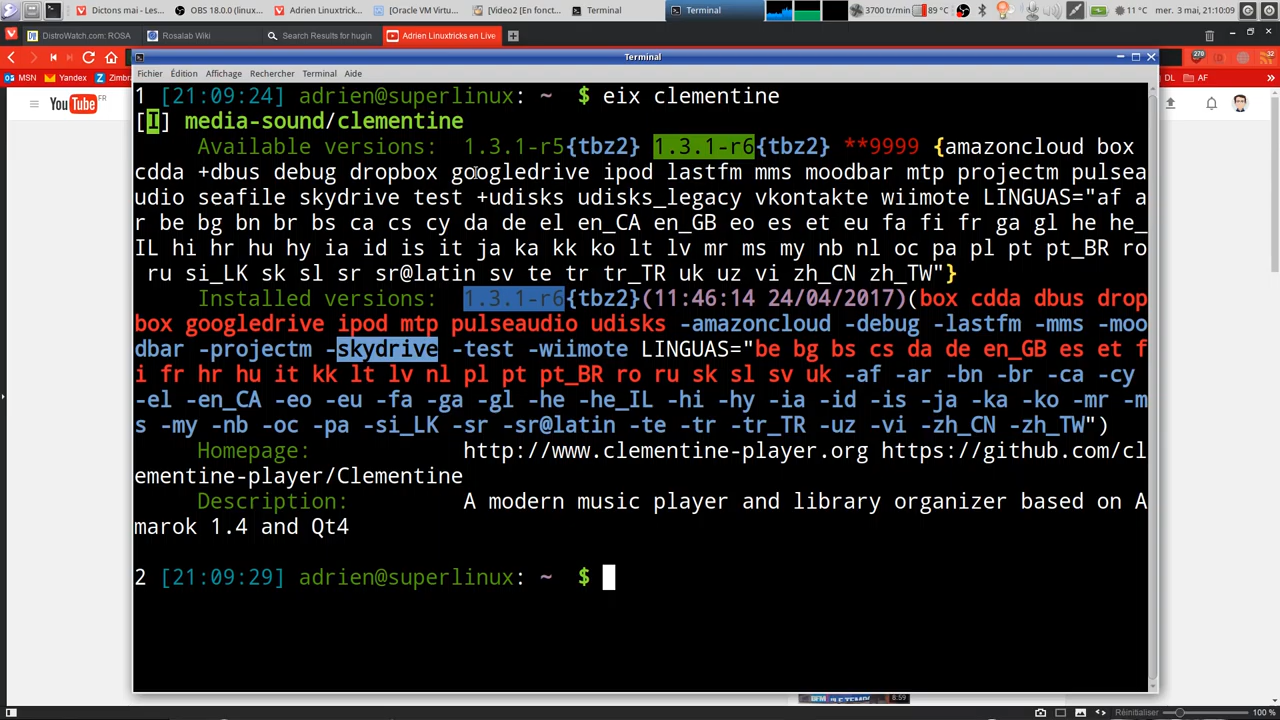 Dictons mai - Les...
OBS 18.0.0 (linux...
Adrien Linuxtrick...
[Oracle VM Virtu...
[Video2 [En fonct...
Terminal
Terminal
3700 tr/min
89 °C
11 °C
mer. 3 mai, 21:10:09
DistroWatch.com: ROSA
Rosalab Wiki
Search Results for hugin
Adrien Linuxtricks en Live
Terminal
MSN
Yandex
Zimbr
270
32
DL
AF
Fichier Édition Affichage Rechercher Terminal Aide
YouTube FR
1 [21:09:24] adrien@superlinux: ~ $ eix clementine
[I] media-sound/clementine
Available versions: 1.3.1-r5{tbz2} 1.3.1-r6{tbz2} **9999 {amazoncloud box
cdda +dbus debug dropbox googledrive ipod lastfm mms moodbar mtp projectm pulsea
udio seafile skydrive test +udisks udisks_legacy vkontakte wiimote LINGUAS="af a
r be bg bn br bs ca cs cy da de el en_CA en_GB eo es et eu fa fi fr ga gl he he_
IL hi hr hu hy ia id is it ja ka kk ko lt lv mr ms my nb nl oc pa pl pt pt_BR ro
ru si_LK sk sl sr sr@latin sv te tr tr_TR uk uz vi zh_CN zh_TW"}
Installed versions: 1.3.1-r6{tbz2}(11:46:14 24/04/2017)(box cdda dbus drop
box googledrive ipod mtp pulseaudio udisks -amazoncloud -debug -lastfm -mms -moo
dbar -projectm -skydrive -test -wiimote LINGUAS="be bg bs cs da de en_GB es et f
i fr hr hu it kk lt lv nl pl pt pt_BR ro ru sk sl sv uk -af -ar -bn -br -ca -cy
-el -en_CA -eo -eu -fa -ga -gl -he -he_IL -hi -hy -ia -id -is -ja -ka -ko -mr -m
s -my -nb -oc -pa -si_LK -sr -sr@latin -te -tr -tr_TR -uz -vi -zh_CN -zh_TW")
Homepage: http://www.clementine-player.org https://github.com/cl
ementine-player/Clementine
Description: A modern music player and library organizer based on A
marok 1.4 and Qt4
2 [21:09:29] adrien@superlinux: ~ $
8:59
Réinitialiser
100 %